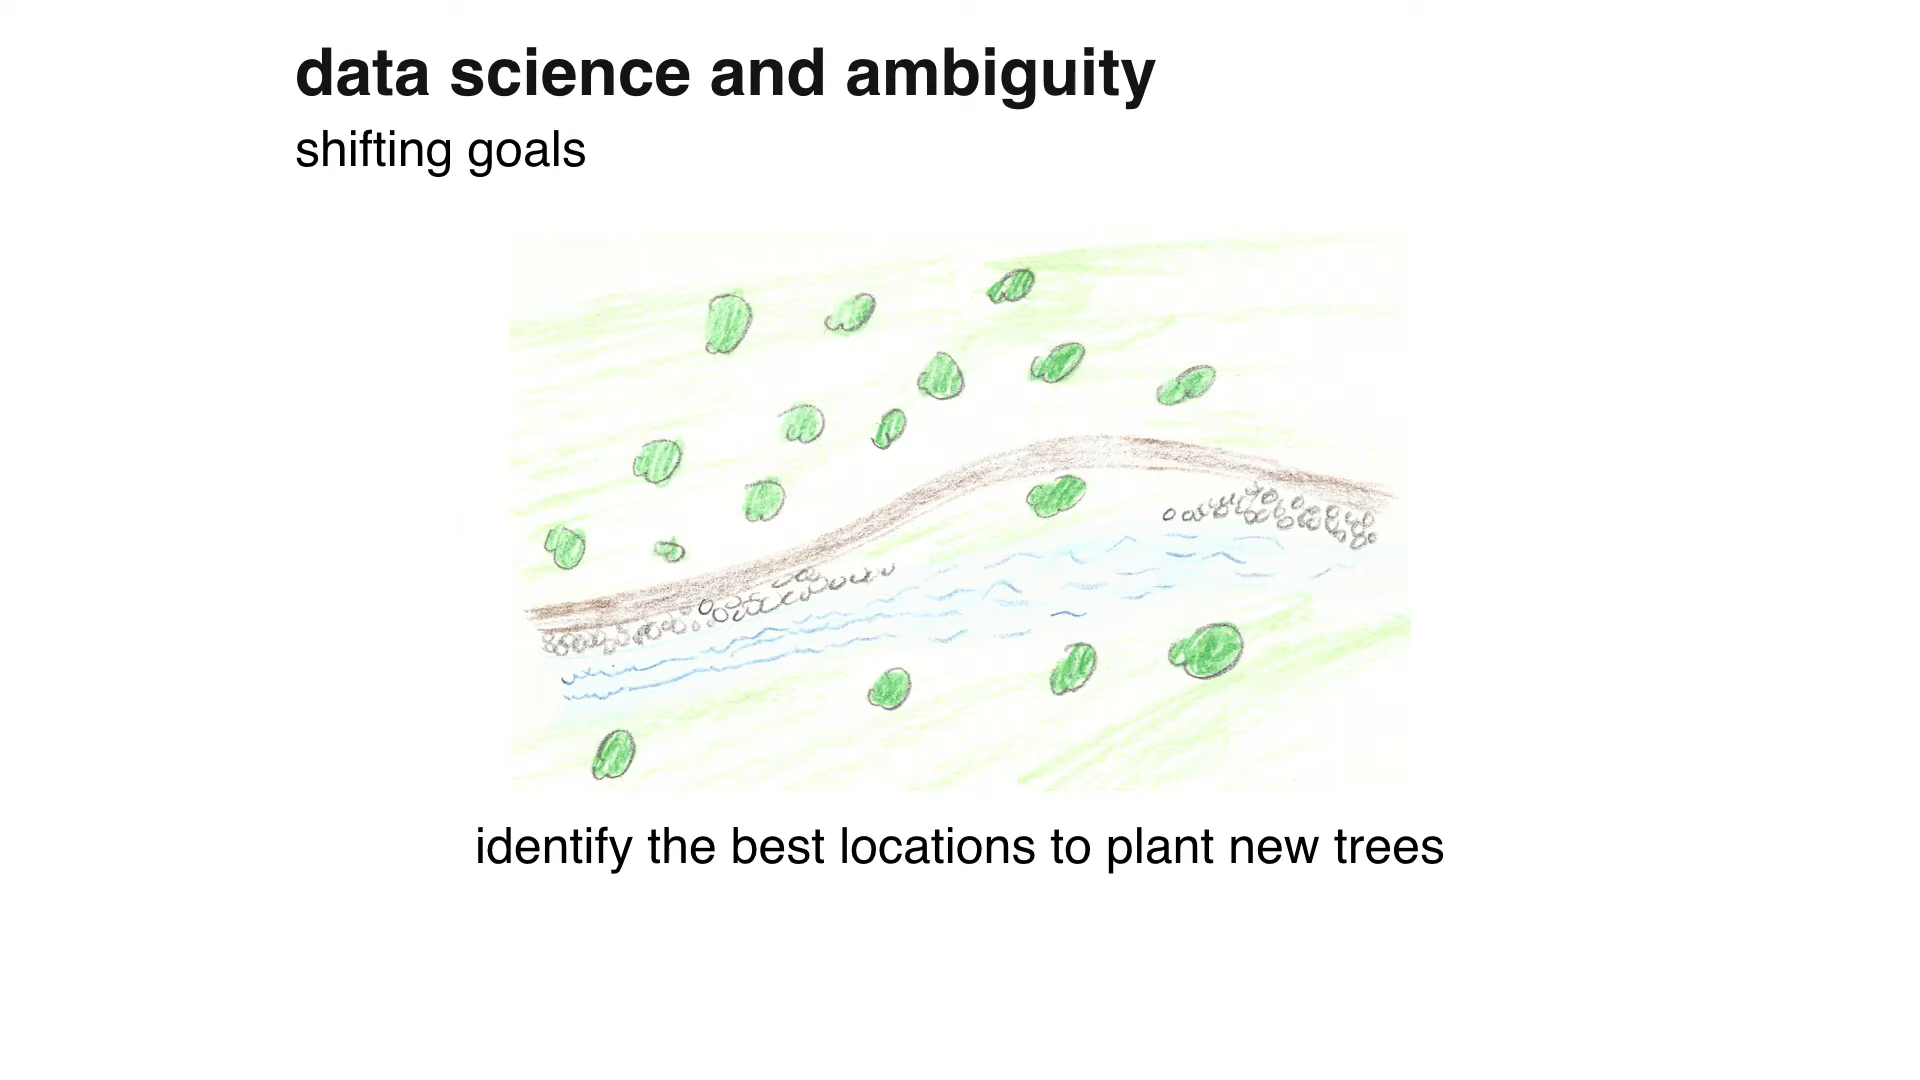 data science and ambiguity
shifting goals
identify the best locations to plant new trees